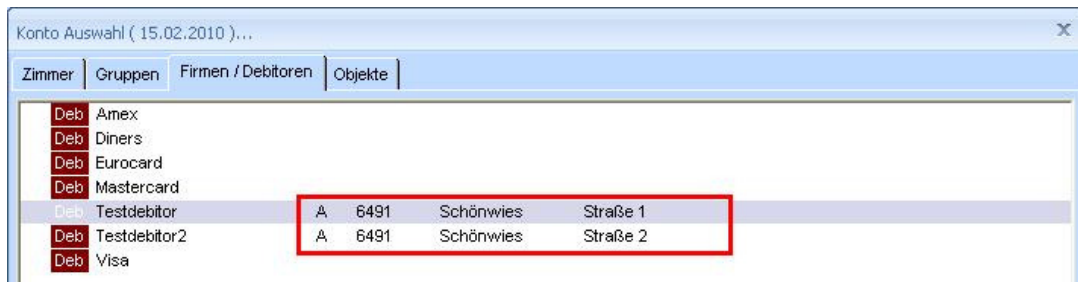 Konto Auswahl ( 15.02.2010 )... X
Zimmer Gruppen Firmen / Debitoren Objekte
Deb Amex
Deb Diners
Deb Eurocard
Deb Mastercard
Deb Testdebitor A 6491 Schönwies Straße 1
Deb Testdebitor2 A 6491 Schönwies Straße 2
Deb Visa